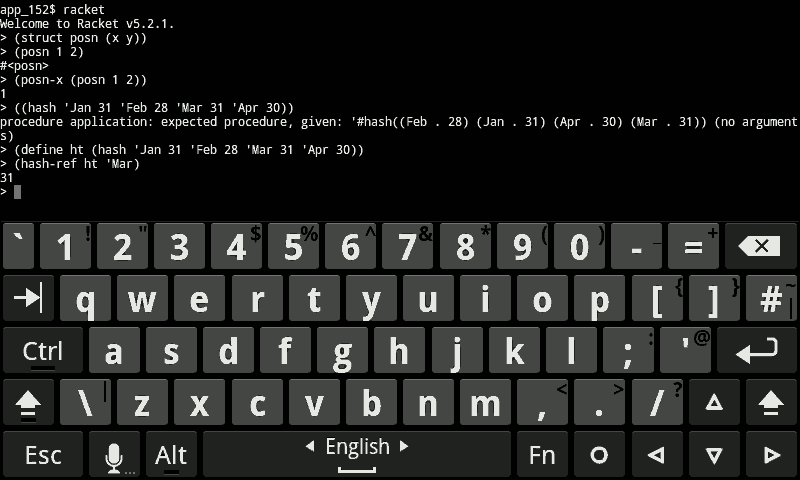 app_152$ racket
Welcome to Racket v5.2.1.
> (struct posn (x y))
> (posn 1 2)
#<posn>
> (posn-x (posn 1 2))
1
> ((hash 'Jan 31 'Feb 28 'Mar 31 'Apr 30))
procedure application: expected procedure, given: '#hash((Feb . 28) (Jan . 31) (Apr . 30) (Mar . 31)) (no argument
s)
> (define ht (hash 'Jan 31 'Feb 28 'Mar 31 'Apr 30))
> (hash-ref ht 'Mar)
31
>
` 1 ! 2 " 3 4 $ 5 % 6 ^ 7 & 8 * 9 ( 0 ) - _ = +
q w e r t y u i o p [ { ] } # ~ |
Ctrl a s d f g h j k l ; : ' @
\ | z x c v b n m , < . > / ?
Esc ... Alt English Fn